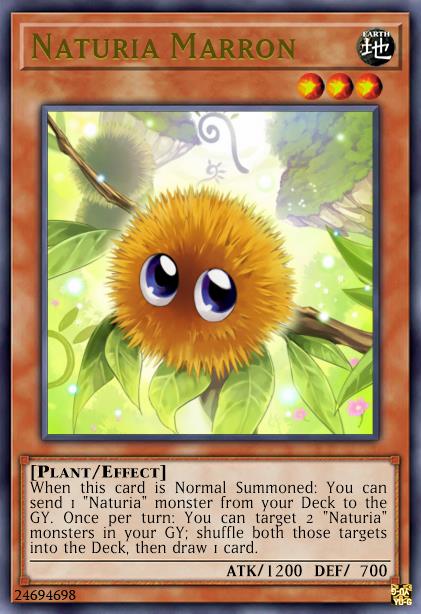 NATURIA MARRON
EARTH
地
[PLANT/EFFECT]
When this card is Normal Summoned: You can
send 1 "Naturia" monster from your Deck to the
GY. Once per turn: You can target 2 "Naturia"
monsters in your GY; shuffle both those targets
into the Deck, then draw 1 card.
ATK/1200 DEF/ 700
24694698